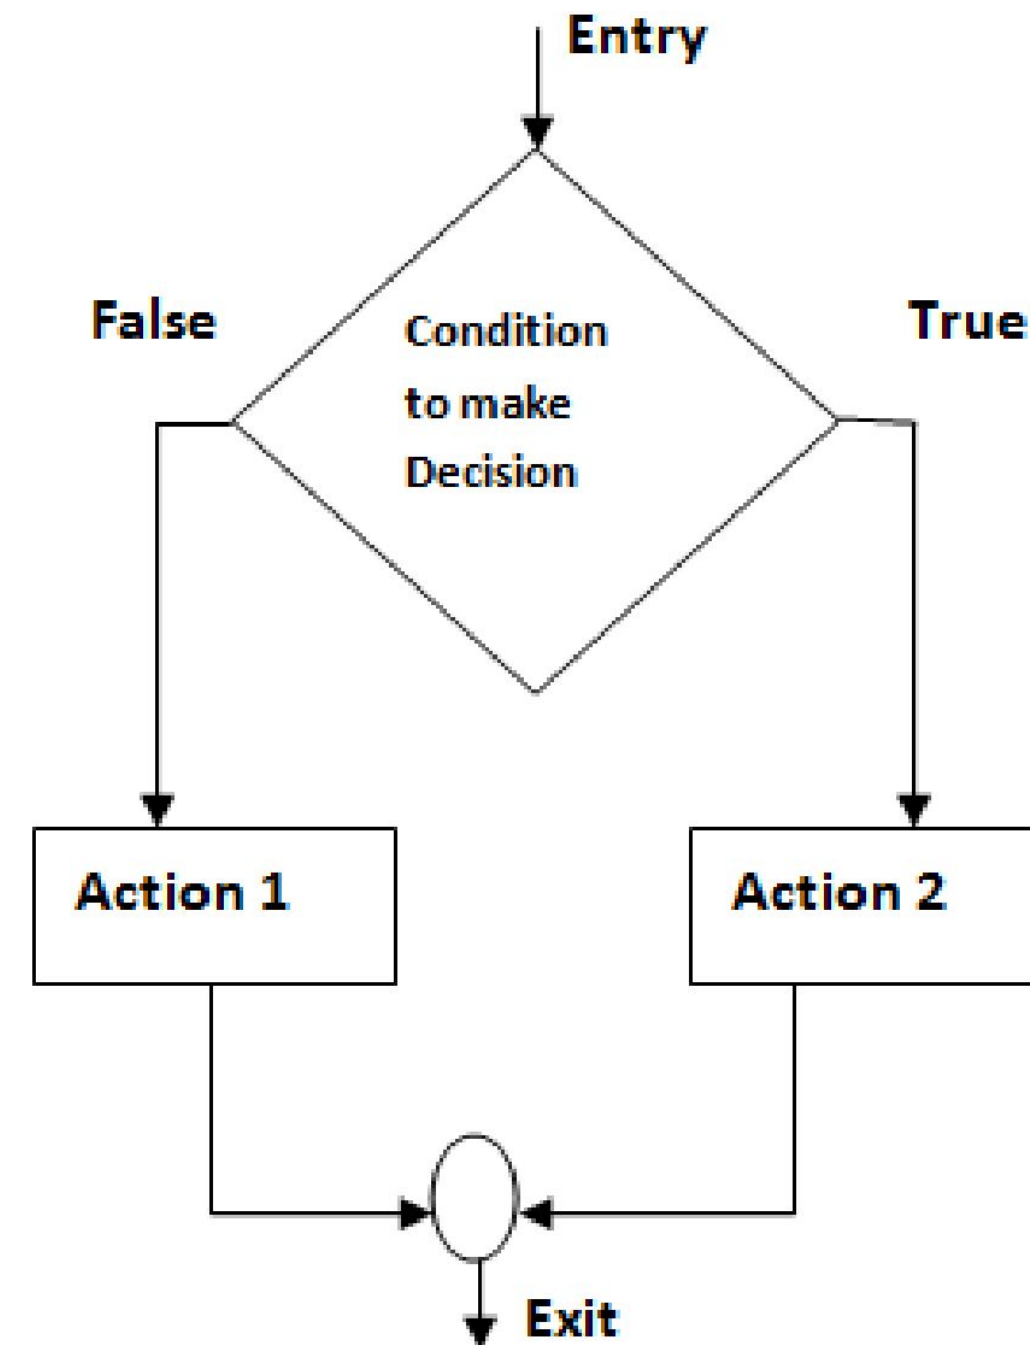 Entry
False
True
Condition
to make
Decision
Action 1
Action 2
Exit